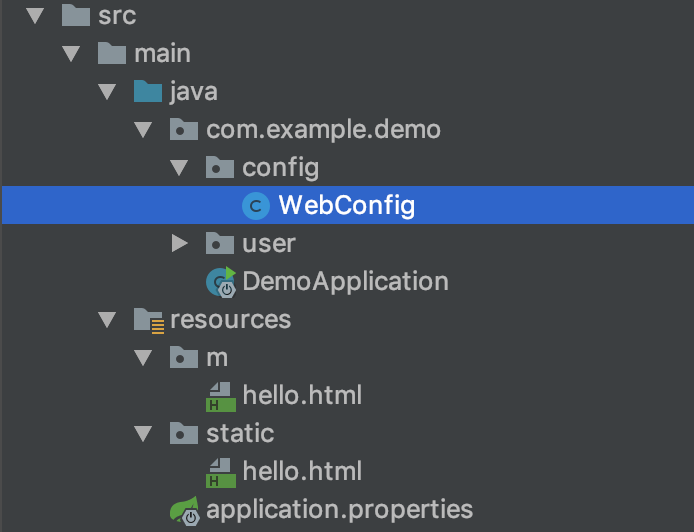 src
main
java
com.example.demo
config
C WebConfig
user
C DemoApplication
resources
m
H hello.html
static
H hello.html
application.properties